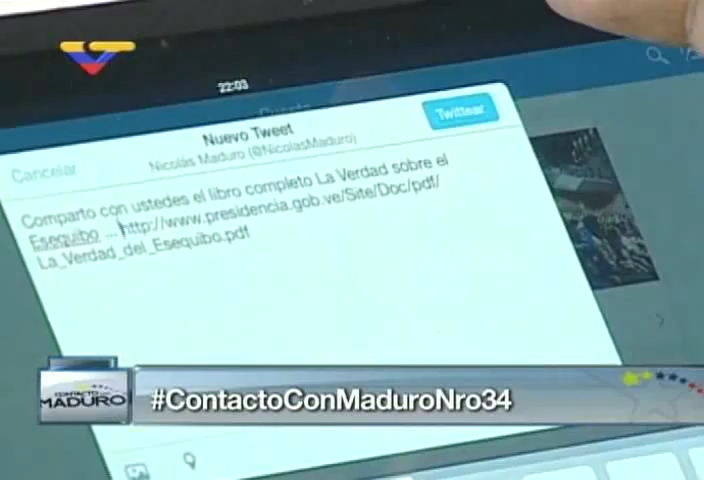 22:03
Cancelar
Nuevo Tweet
Nicolás Maduro (@NicolasMaduro)
Twittear
Comparto con ustedes el libro completo La Verdad sobre el
Esequibo ... http://www.presidencia.gob.ve/Site/Doc/pdf/
La_Verdad_del_Esequibo.pdf
CONTACTO
MADURO
#ContactoConMaduroNro34